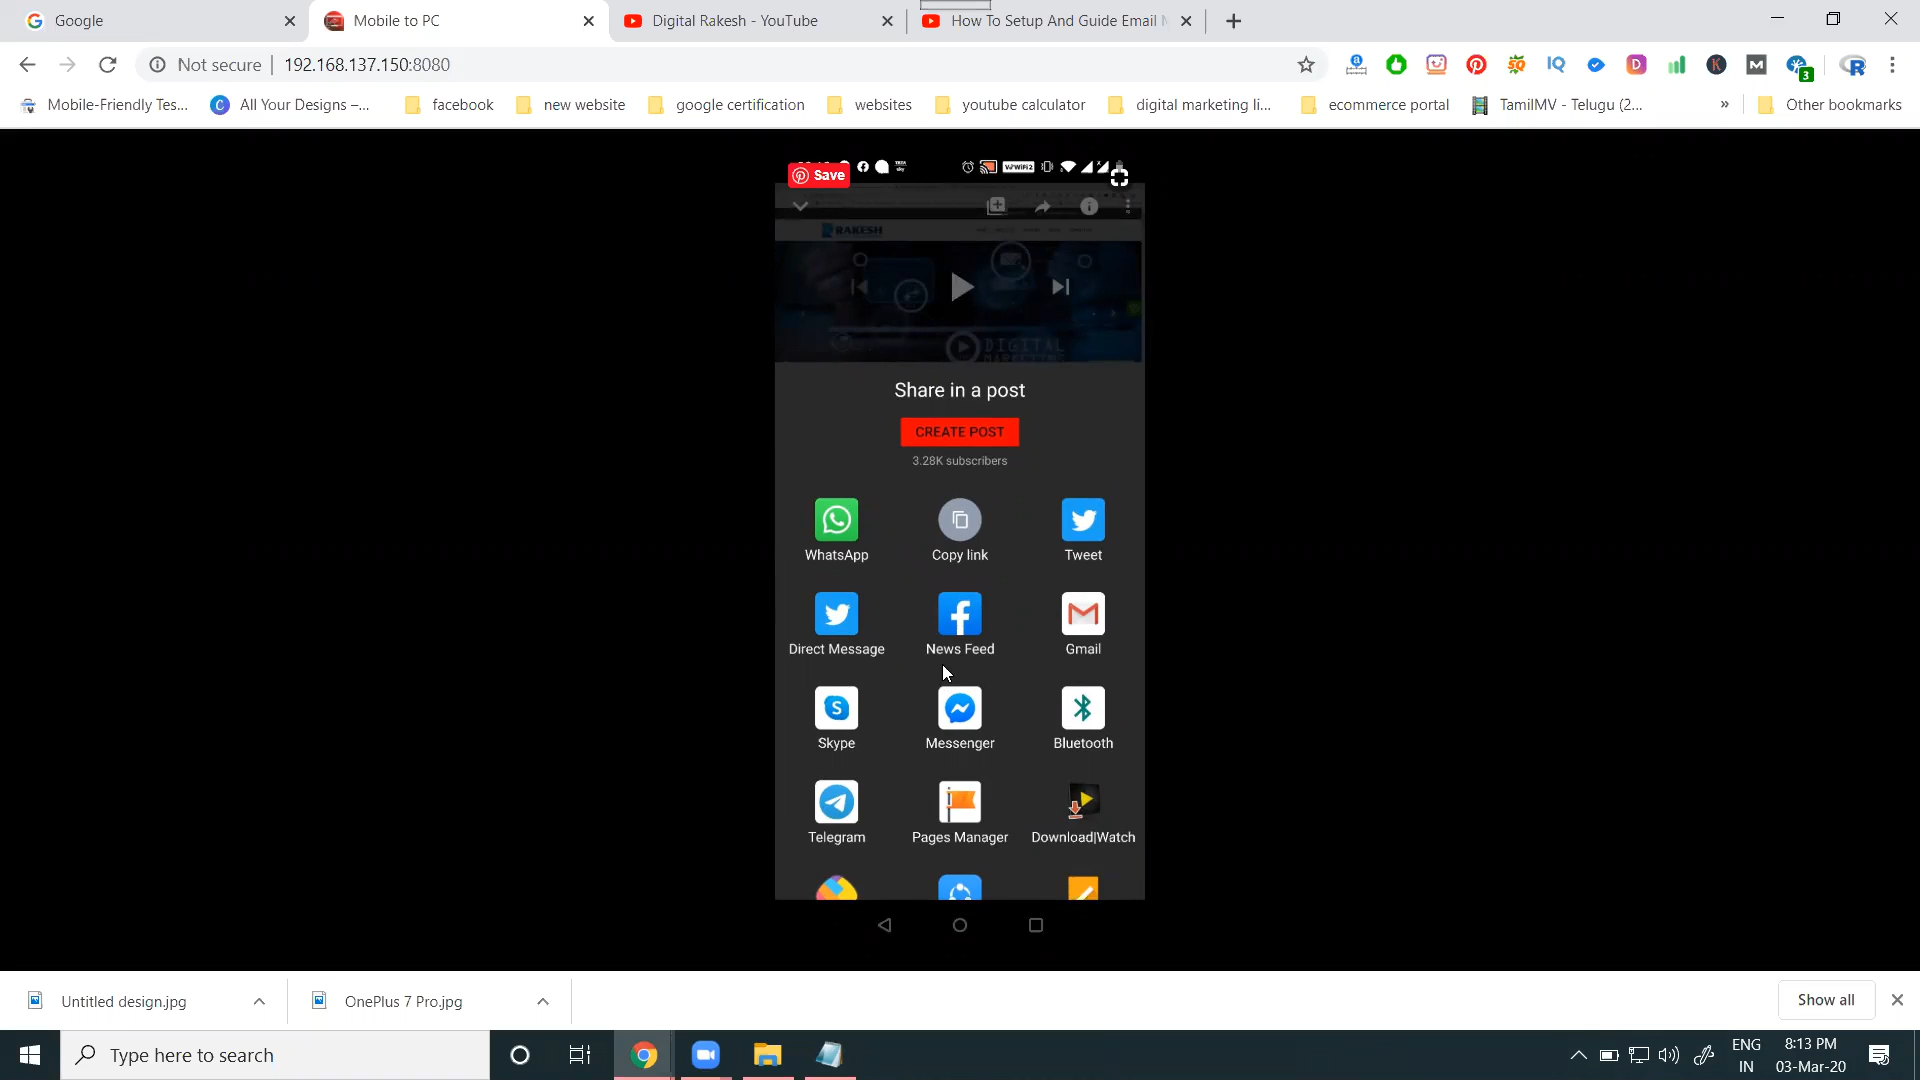 Google
Mobile to PC
Digital Rakesh - YouTube
How To Setup And Guide Email
Not secure
192.168.137.150:8080
3
Mobile-Friendly Tes...
All Your Designs –...
facebook
new website
google certification
websites
youtube calculator
digital marketing li...
ecommerce portal
TamilMV - Telugu (2...
»
Other bookmarks
Save
RAKESH
DIGITAL
MARKETING
Share in a post
CREATE POST
3.28K subscribers
WhatsApp
Copy link
Tweet
Direct Message
News Feed
Gmail
Skype
Messenger
Bluetooth
Telegram
Pages Manager
Download|Watch
Untitled design.jpg
OnePlus 7 Pro.jpg
Show all
Type here to search
ENG
IN
8:13 PM
03-Mar-20